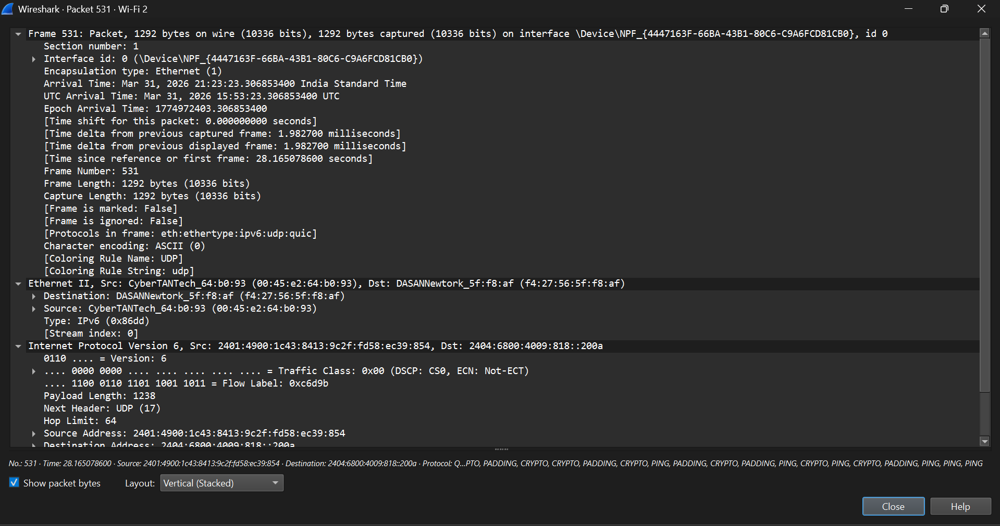 Wireshark · Packet 531 · Wi-Fi 2
Frame 531: Packet, 1292 bytes on wire (10336 bits), 1292 bytes captured (10336 bits) on interface \Device\NPF_{4447163F-66BA-43B1-80C6-C9A6FCD81CB0}, id 0
Section number: 1
Interface id: 0 (\Device\NPF_{4447163F-66BA-43B1-80C6-C9A6FCD81CB0})
Encapsulation type: Ethernet (1)
Arrival Time: Mar 31, 2026 21:23:23.306853400 India Standard Time
UTC Arrival Time: Mar 31, 2026 15:53:23.306853400 UTC
Epoch Arrival Time: 1774972403.306853400
[Time shift for this packet: 0.000000000 seconds]
[Time delta from previous captured frame: 1.982700 milliseconds]
[Time delta from previous displayed frame: 1.982700 milliseconds]
[Time since reference or first frame: 28.165078600 seconds]
Frame Number: 531
Frame Length: 1292 bytes (10336 bits)
Capture Length: 1292 bytes (10336 bits)
[Frame is marked: False]
[Frame is ignored: False]
[Protocols in frame: eth:ethertype:ipv6:udp:quic]
Character encoding: ASCII (0)
[Coloring Rule Name: UDP]
[Coloring Rule String: udp]
Ethernet II, Src: CyberTANTech_64:b0:93 (00:45:e2:64:b0:93), Dst: DASANNewtork_5f:f8:af (f4:27:56:5f:f8:af)
Destination: DASANNewtork_5f:f8:af (f4:27:56:5f:f8:af)
Source: CyberTANTech_64:b0:93 (00:45:e2:64:b0:93)
Type: IPv6 (0x86dd)
[Stream index: 0]
Internet Protocol Version 6, Src: 2401:4900:1c43:8413:9c2f:fd58:ec39:854, Dst: 2404:6800:4009:818::200a
0110 .... = Version: 6
.... 0000 0000 .... .... .... .... .... = Traffic Class: 0x00 (DSCP: CS0, ECN: Not-ECT)
.... 1100 0110 1101 1001 1011 = Flow Label: 0xc6d9b
Payload Length: 1238
Next Header: UDP (17)
Hop Limit: 64
Source Address: 2401:4900:1c43:8413:9c2f:fd58:ec39:854
Destination Address: 2404:6800:4009:818::200a
No.: 531 · Time: 28.165078600 · Source: 2401:4900:1c43:8413:9c2f:fd58:ec39:854 · Destination: 2404:6800:4009:818::200a · Protocol: Q...PTO, PADDING, CRYPTO, CRYPTO, PADDING, CRYPTO, PING, PADDING, CRYPTO, PADDING, PING, CRYPTO, PING, CRYPTO, PADDING, PING, PING, PING
Show packet bytes
Layout: Vertical (Stacked)
Close
Help